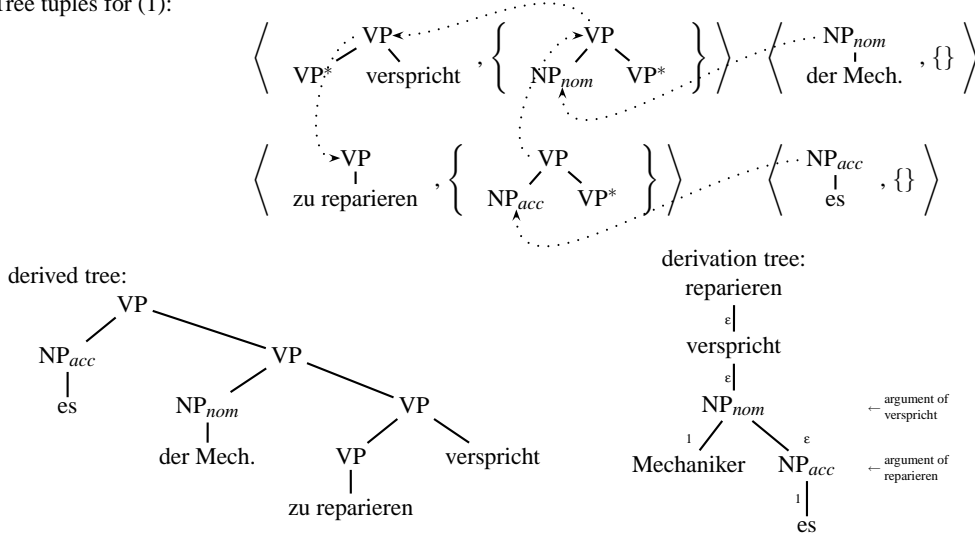 Tree tuples for (1):
VP VP
VP* verspricht , NP_nom VP*
NP_nom
der Mech. , {}
VP VP
zu reparieren , NP_acc VP*
NP_acc
es , {}
derived tree:
VP
NP_acc VP
es NP_nom VP
der Mech. VP verspricht
zu reparieren
derivation tree:
reparieren
ε
verspricht
ε
NP_nom
← argument of
verspricht
1 ε
Mechaniker NP_acc
← argument of
reparieren
1
es